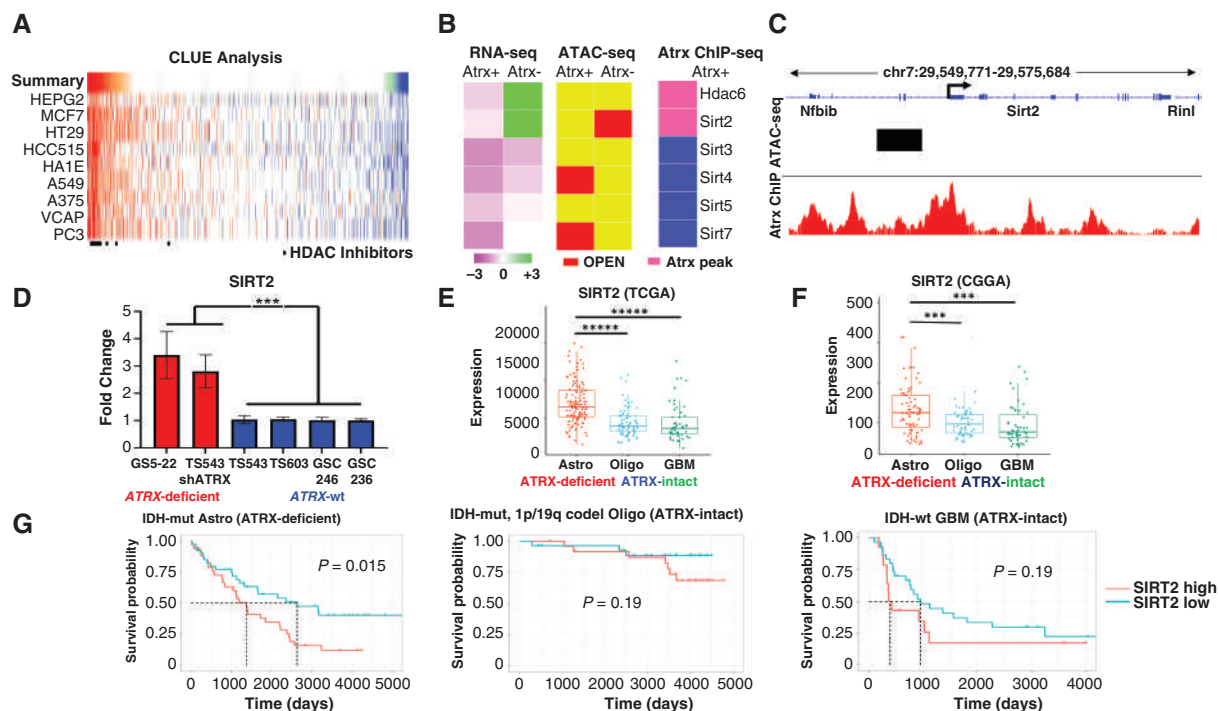 A
CLUE Analysis
Summary
HEPG2
MCF7
HT29
HCC515
HA1E
A549
A375
VCAP
PC3
HDAC Inhibitors
B
RNA-seq ATAC-seq Atrx ChIP-seq
Atrx+ Atrx- Atrx+ Atrx- Atrx+
Hdac6
Sirt2
Sirt3
Sirt4
Sirt5
Sirt7
−3 0 +3
OPEN
Atrx peak
C
chr7:29,549,771-29,575,684
Nfbib Sirt2 Rinl
Atrx ChIP ATAC-seq
D
SIRT2
***
Fold Change
5
4
3
2
1
0
GS5-22 TS543 TS543 TS603 GSC GSC
shATRX 246 236
ATRX-deficient ATRX-wt
E
SIRT2 (TCGA)
*****
*****
Expression
20000
15000
10000
5000
0
Astro Oligo GBM
ATRX-deficient ATRX-intact
F
SIRT2 (CGGA)
***
***
Expression
500
400
300
200
100
0
Astro Oligo GBM
ATRX-deficient ATRX-intact
G
IDH-mut Astro (ATRX-deficient)
Survival probability
1.00
0.75
0.50
0.25
0
P = 0.015
0 1000 2000 3000 4000 5000
Time (days)
IDH-mut, 1p/19q codel Oligo (ATRX-intact)
Survival probability
1.00
0.75
0.50
0.25
0
P = 0.19
0 1000 2000 3000 4000 5000
Time (days)
IDH-wt GBM (ATRX-intact)
Survival probability
1.00
0.75
0.50
0.25
0
P = 0.19
0 1000 2000 3000 4000
Time (days)
SIRT2 high
SIRT2 low